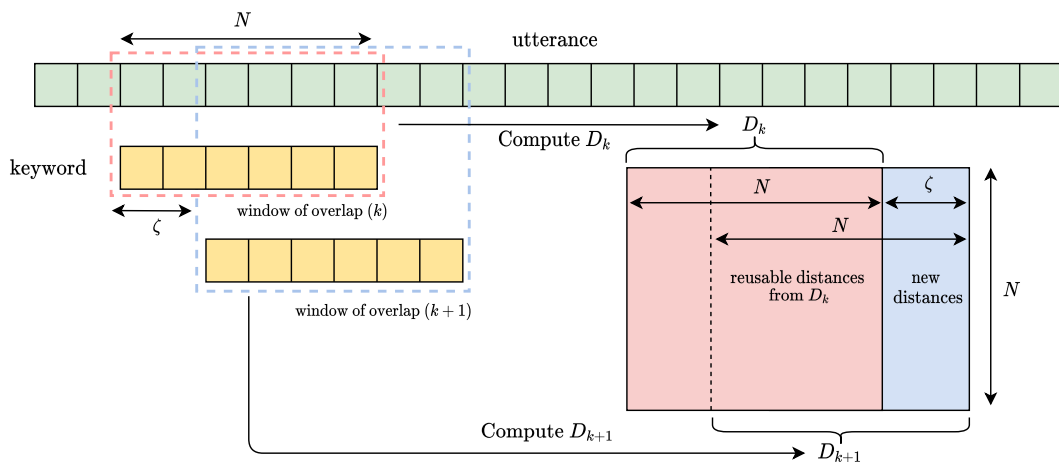 N
utterance
Compute D_k
D_k
keyword
window of overlap (k)
ζ
N
ζ
N
reusable distances
from D_k
new
distances
N
window of overlap (k + 1)
Compute D_{k+1}
D_{k+1}